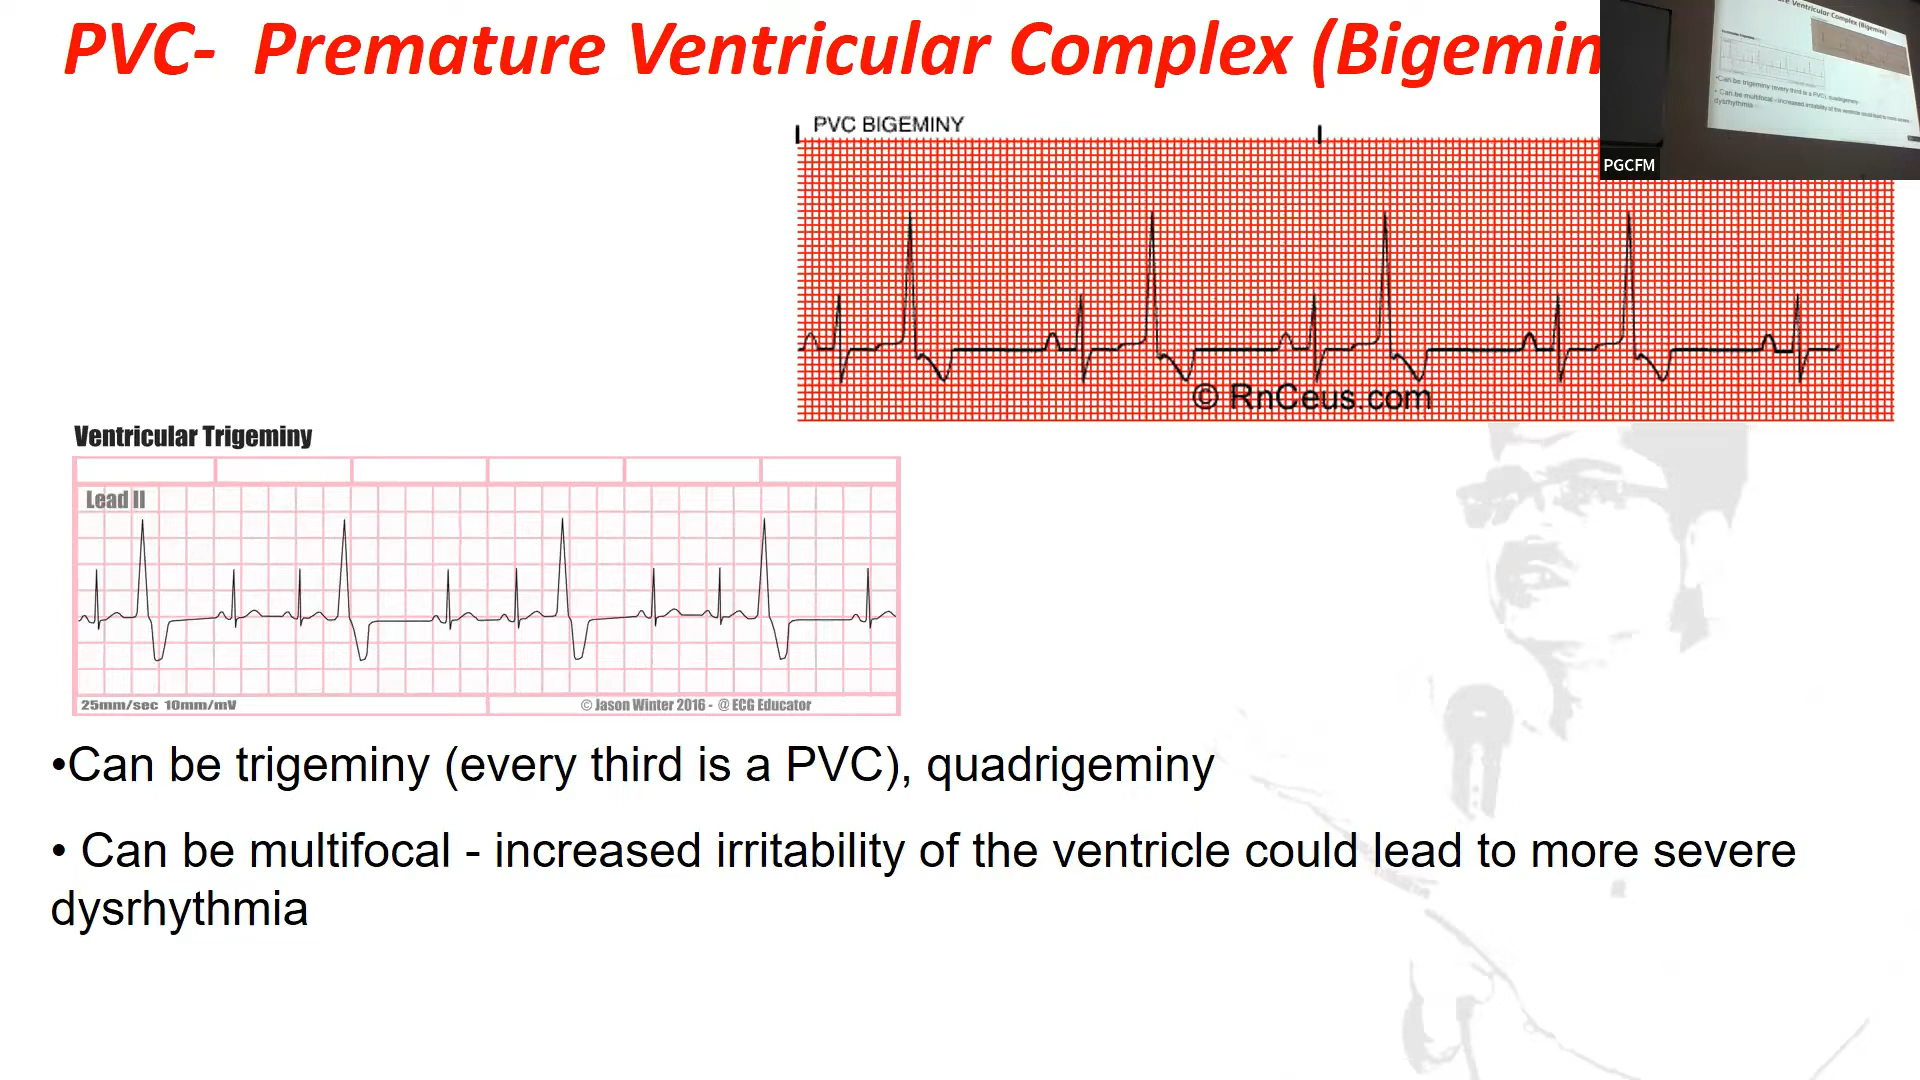 PVC-  Premature Ventricular Complex (Bigemin
PVC BIGEMINY
PGCFM
© RnCeus.com
Ventricular Trigeminy
Lead II
25mm/sec 10mm/mV
© Jason Winter 2016 - @ ECG Educator
•Can be trigeminy (every third is a PVC), quadrigeminy
• Can be multifocal - increased irritability of the ventricle could lead to more severe
dysrhythmia